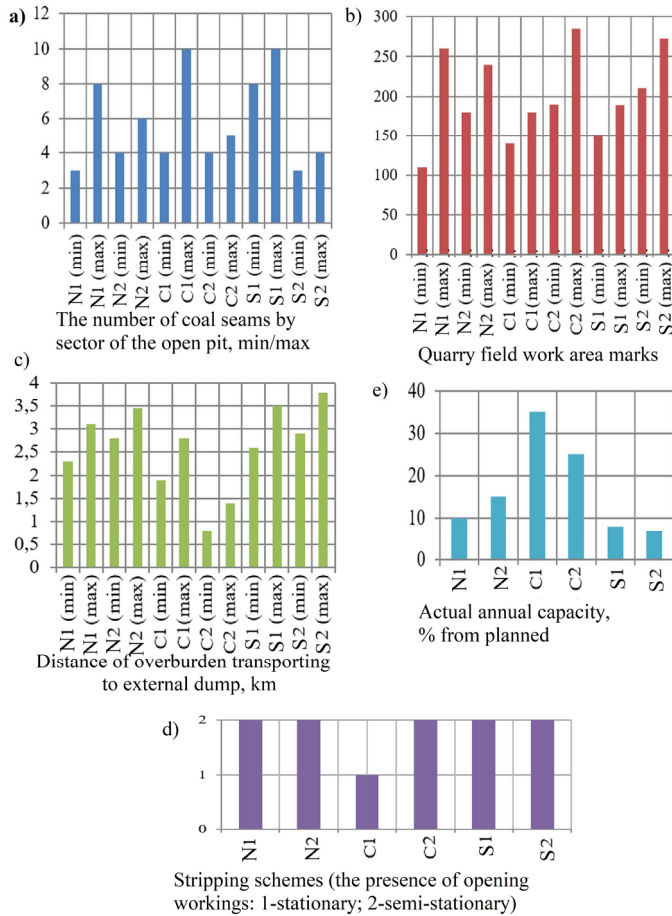 a)
12
10
8
6
4
2
0
N1 (min)
N1 (max)
N2 (min)
N2 (max)
C1 (min)
C1(max)
C2 (min)
C2 (max)
S1 (min)
S1 (max)
S2 (min)
S2 (max)
The number of coal seams by
sector of the open pit, min/max
b)
300
250
200
150
100
50
0
N1 (min)
N1 (max)
N2 (min)
N2 (max)
C1 (min)
C1 (max)
C2 (min)
C2 (max)
S1 (min)
S1 (max)
S2 (min)
S2 (max)
Quarry field work area marks
c)
4
3,5
3
2,5
2
1,5
1
0,5
0
N1 (min)
N1 (max)
N2 (min)
N2 (max)
C1 (min)
C1(max)
C2 (min)
C2 (max)
S1 (min)
S1 (max)
S2 (min)
S2 (max)
Distance of overburden transporting
to external dump, km
e)
40
30
20
10
0
N1
N2
C1
C2
S1
S2
Actual annual capacity,
% from planned
d)
2
1
0
N1
N2
C1
C2
S1
S2
Stripping schemes (the presence of opening
workings: 1-stationary; 2-semi-stationary)